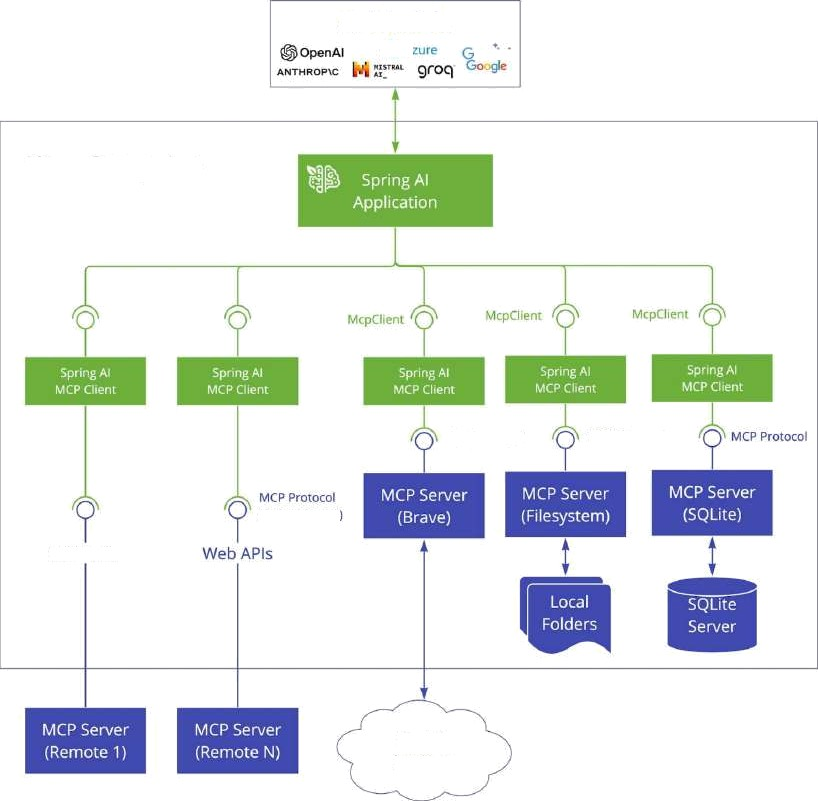 OpenAI
zure
G
ANTHROP\C
MISTRAL
AI_
groq
Google
Spring AI
Application
McpClient
McpClient
McpClient
Spring AI
MCP Client
Spring AI
MCP Client
Spring AI
MCP Client
Spring AI
MCP Client
Spring AI
MCP Client
MCP Protocol
MCP Protocol
)
Web APIs
MCP Server
(Brave)
MCP Server
(Filesystem)
MCP Server
(SQLite)
Local
Folders
SQLite
Server
MCP Server
(Remote 1)
MCP Server
(Remote N)